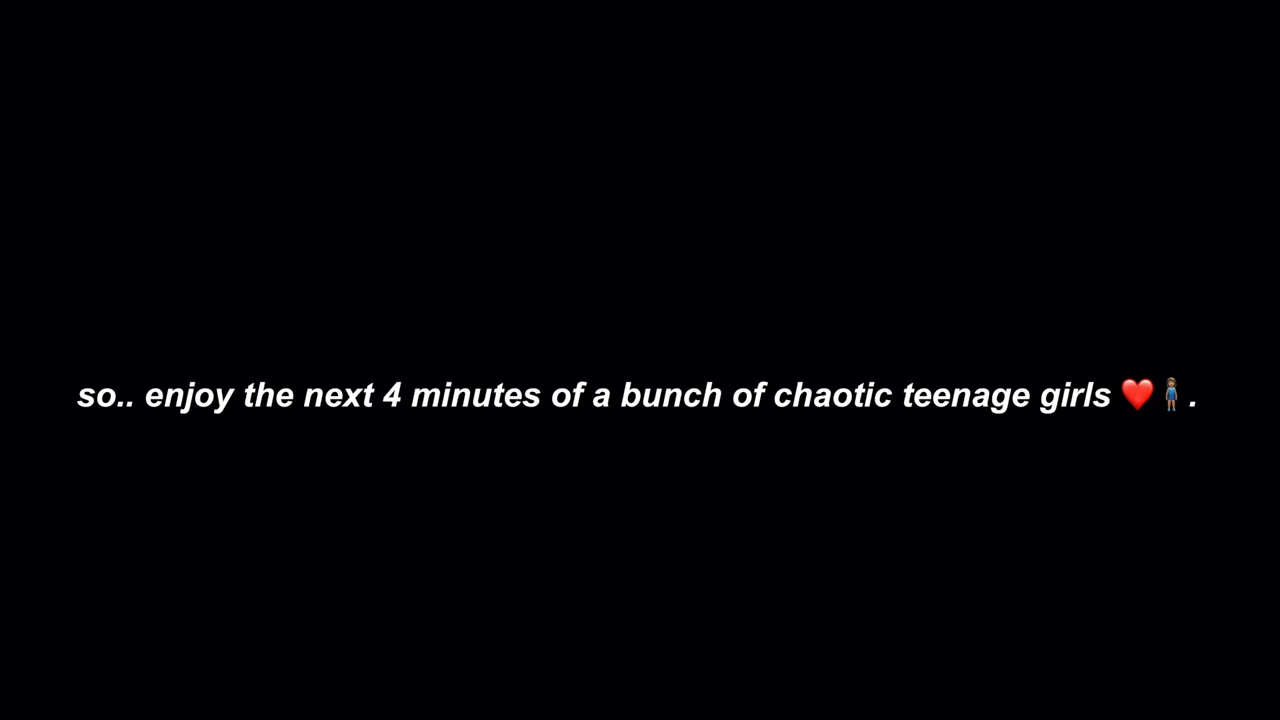 so.. enjoy the next 4 minutes of a bunch of chaotic teenage girls ❤️🧍🏽‍♀️.